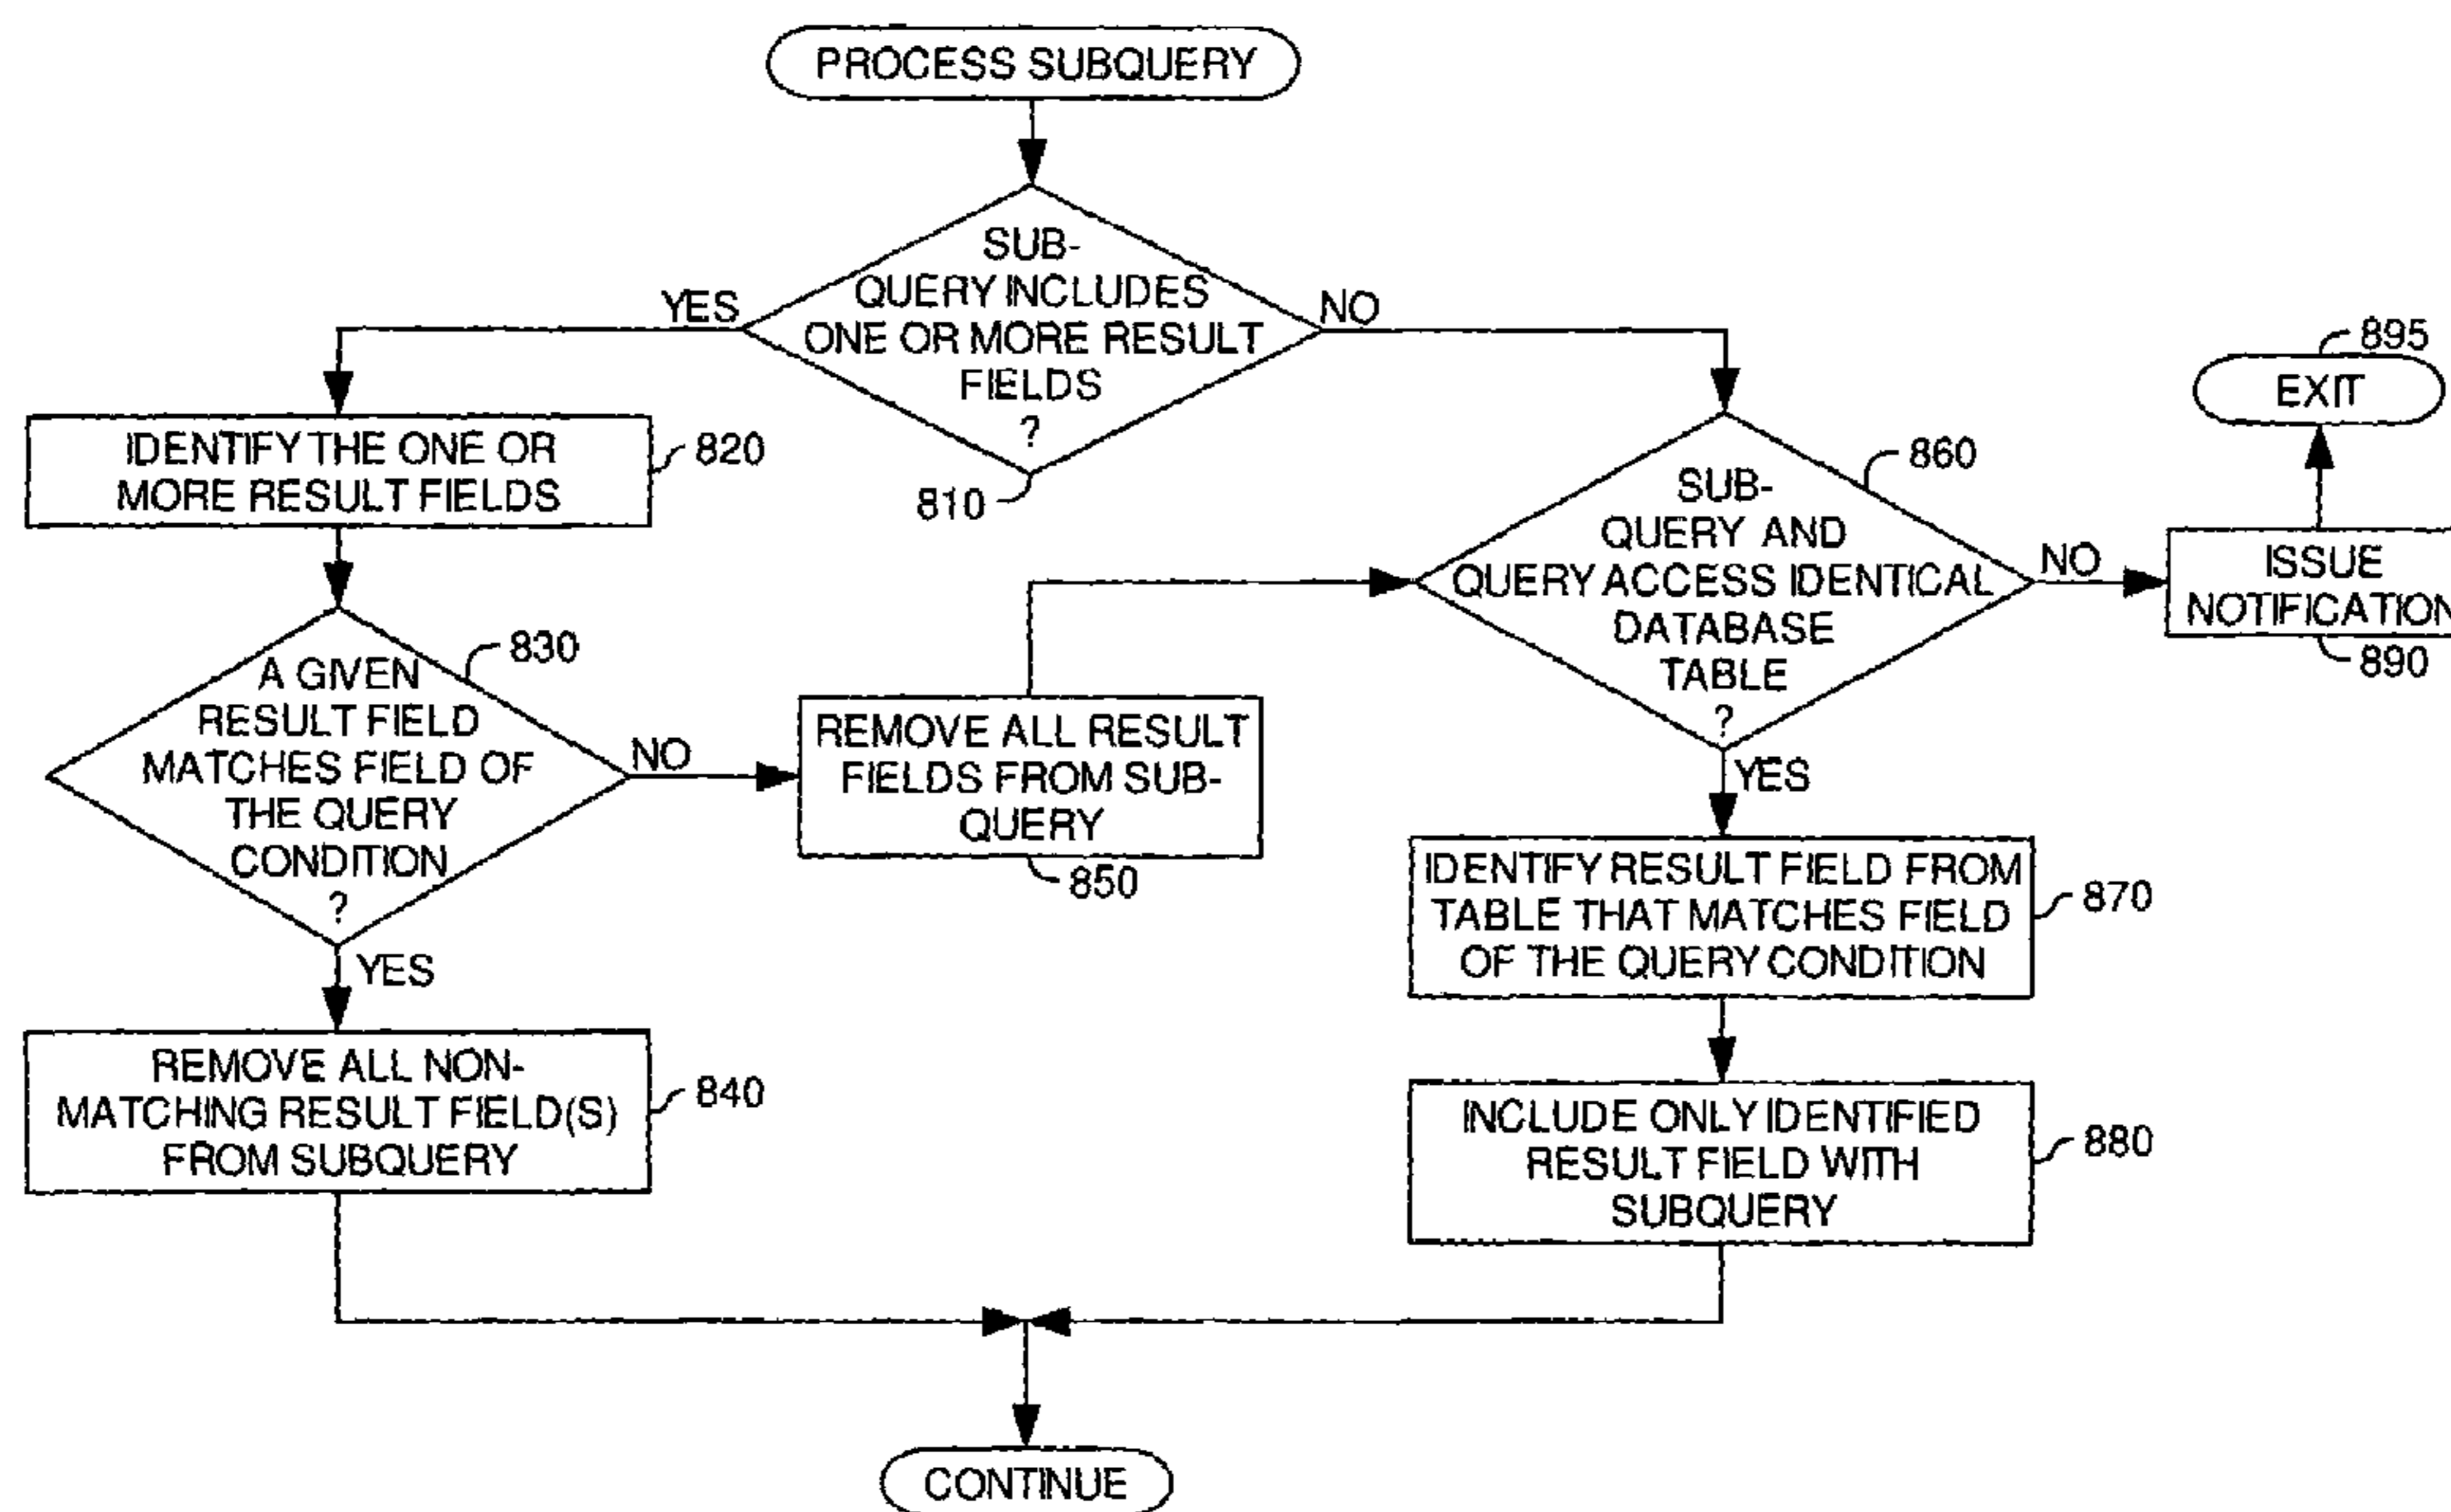 PROCESS SUBQUERY
SUB-
QUERY INCLUDES
ONE OR MORE RESULT
FIELDS
?
810
YES
NO
IDENTIFY THE ONE OR
MORE RESULT FIELDS
820
A GIVEN
RESULT FIELD
MATCHES FIELD OF
THE QUERY
CONDITION
?
830
NO
YES
REMOVE ALL RESULT
FIELDS FROM SUB-
QUERY
850
REMOVE ALL NON-
MATCHING RESULT FIELD(S)
FROM SUBQUERY
840
SUB-
QUERY AND
QUERY ACCESS IDENTICAL
DATABASE
TABLE
?
860
NO
YES
895
EXIT
ISSUE
NOTIFICATION
890
IDENTIFY RESULT FIELD FROM
TABLE THAT MATCHES FIELD
OF THE QUERY CONDITION
870
INCLUDE ONLY IDENTIFIED
RESULT FIELD WITH
SUBQUERY
880
CONTINUE